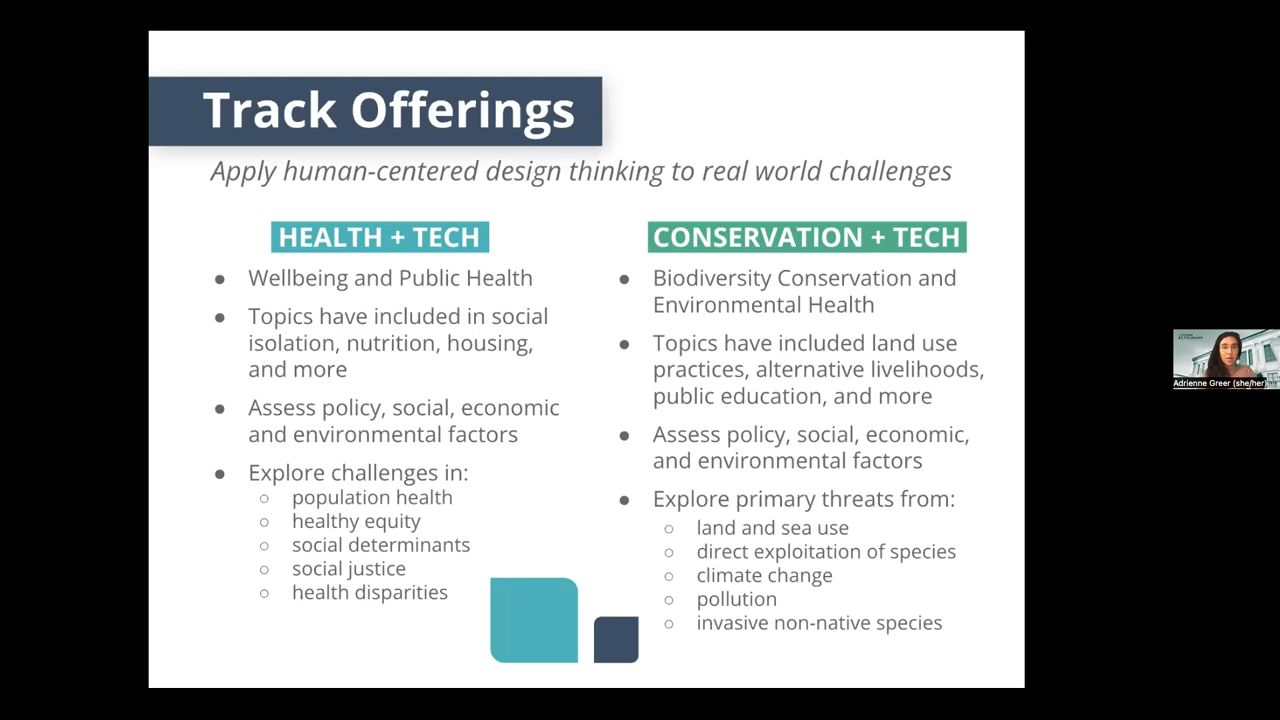 Track Offerings
Apply human-centered design thinking to real world challenges
HEALTH + TECH
● Wellbeing and Public Health
● Topics have included in social
isolation, nutrition, housing,
and more
● Assess policy, social, economic
and environmental factors
● Explore challenges in:
○ population health
○ healthy equity
○ social determinants
○ social justice
○ health disparities
CONSERVATION + TECH
● Biodiversity Conservation and
Environmental Health
● Topics have included land use
practices, alternative livelihoods,
public education, and more
● Assess policy, social, economic,
and environmental factors
● Explore primary threats from:
○ land and sea use
○ direct exploitation of species
○ climate change
○ pollution
○ invasive non-native species
Adrienne Greer (she/her)